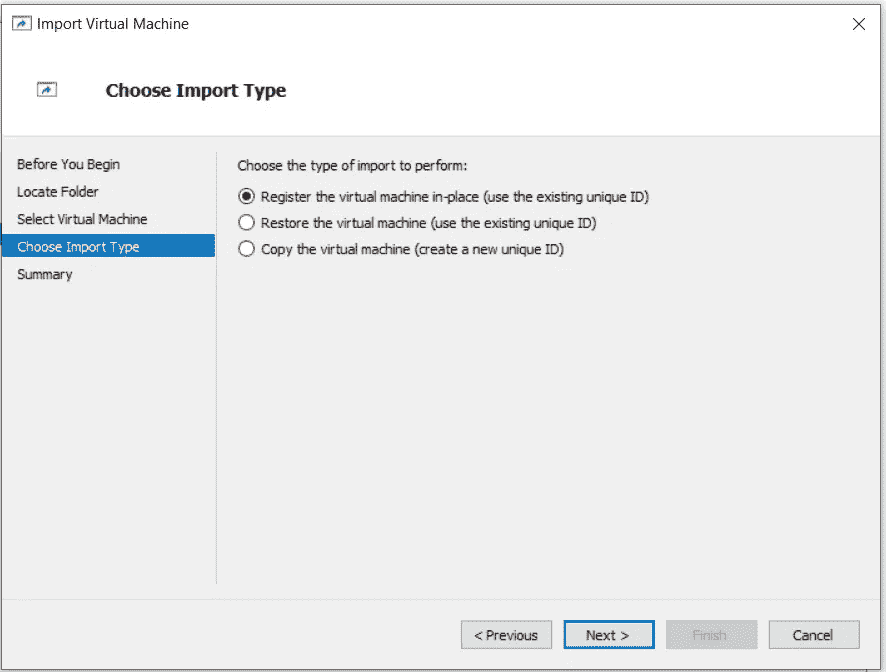 Import Virtual Machine
Choose Import Type
Before You Begin
Locate Folder
Select Virtual Machine
Choose Import Type
Summary
Choose the type of import to perform:
Register the virtual machine in-place (use the existing unique ID)
Restore the virtual machine (use the existing unique ID)
Copy the virtual machine (create a new unique ID)
< Previous
Next >
Finish
Cancel